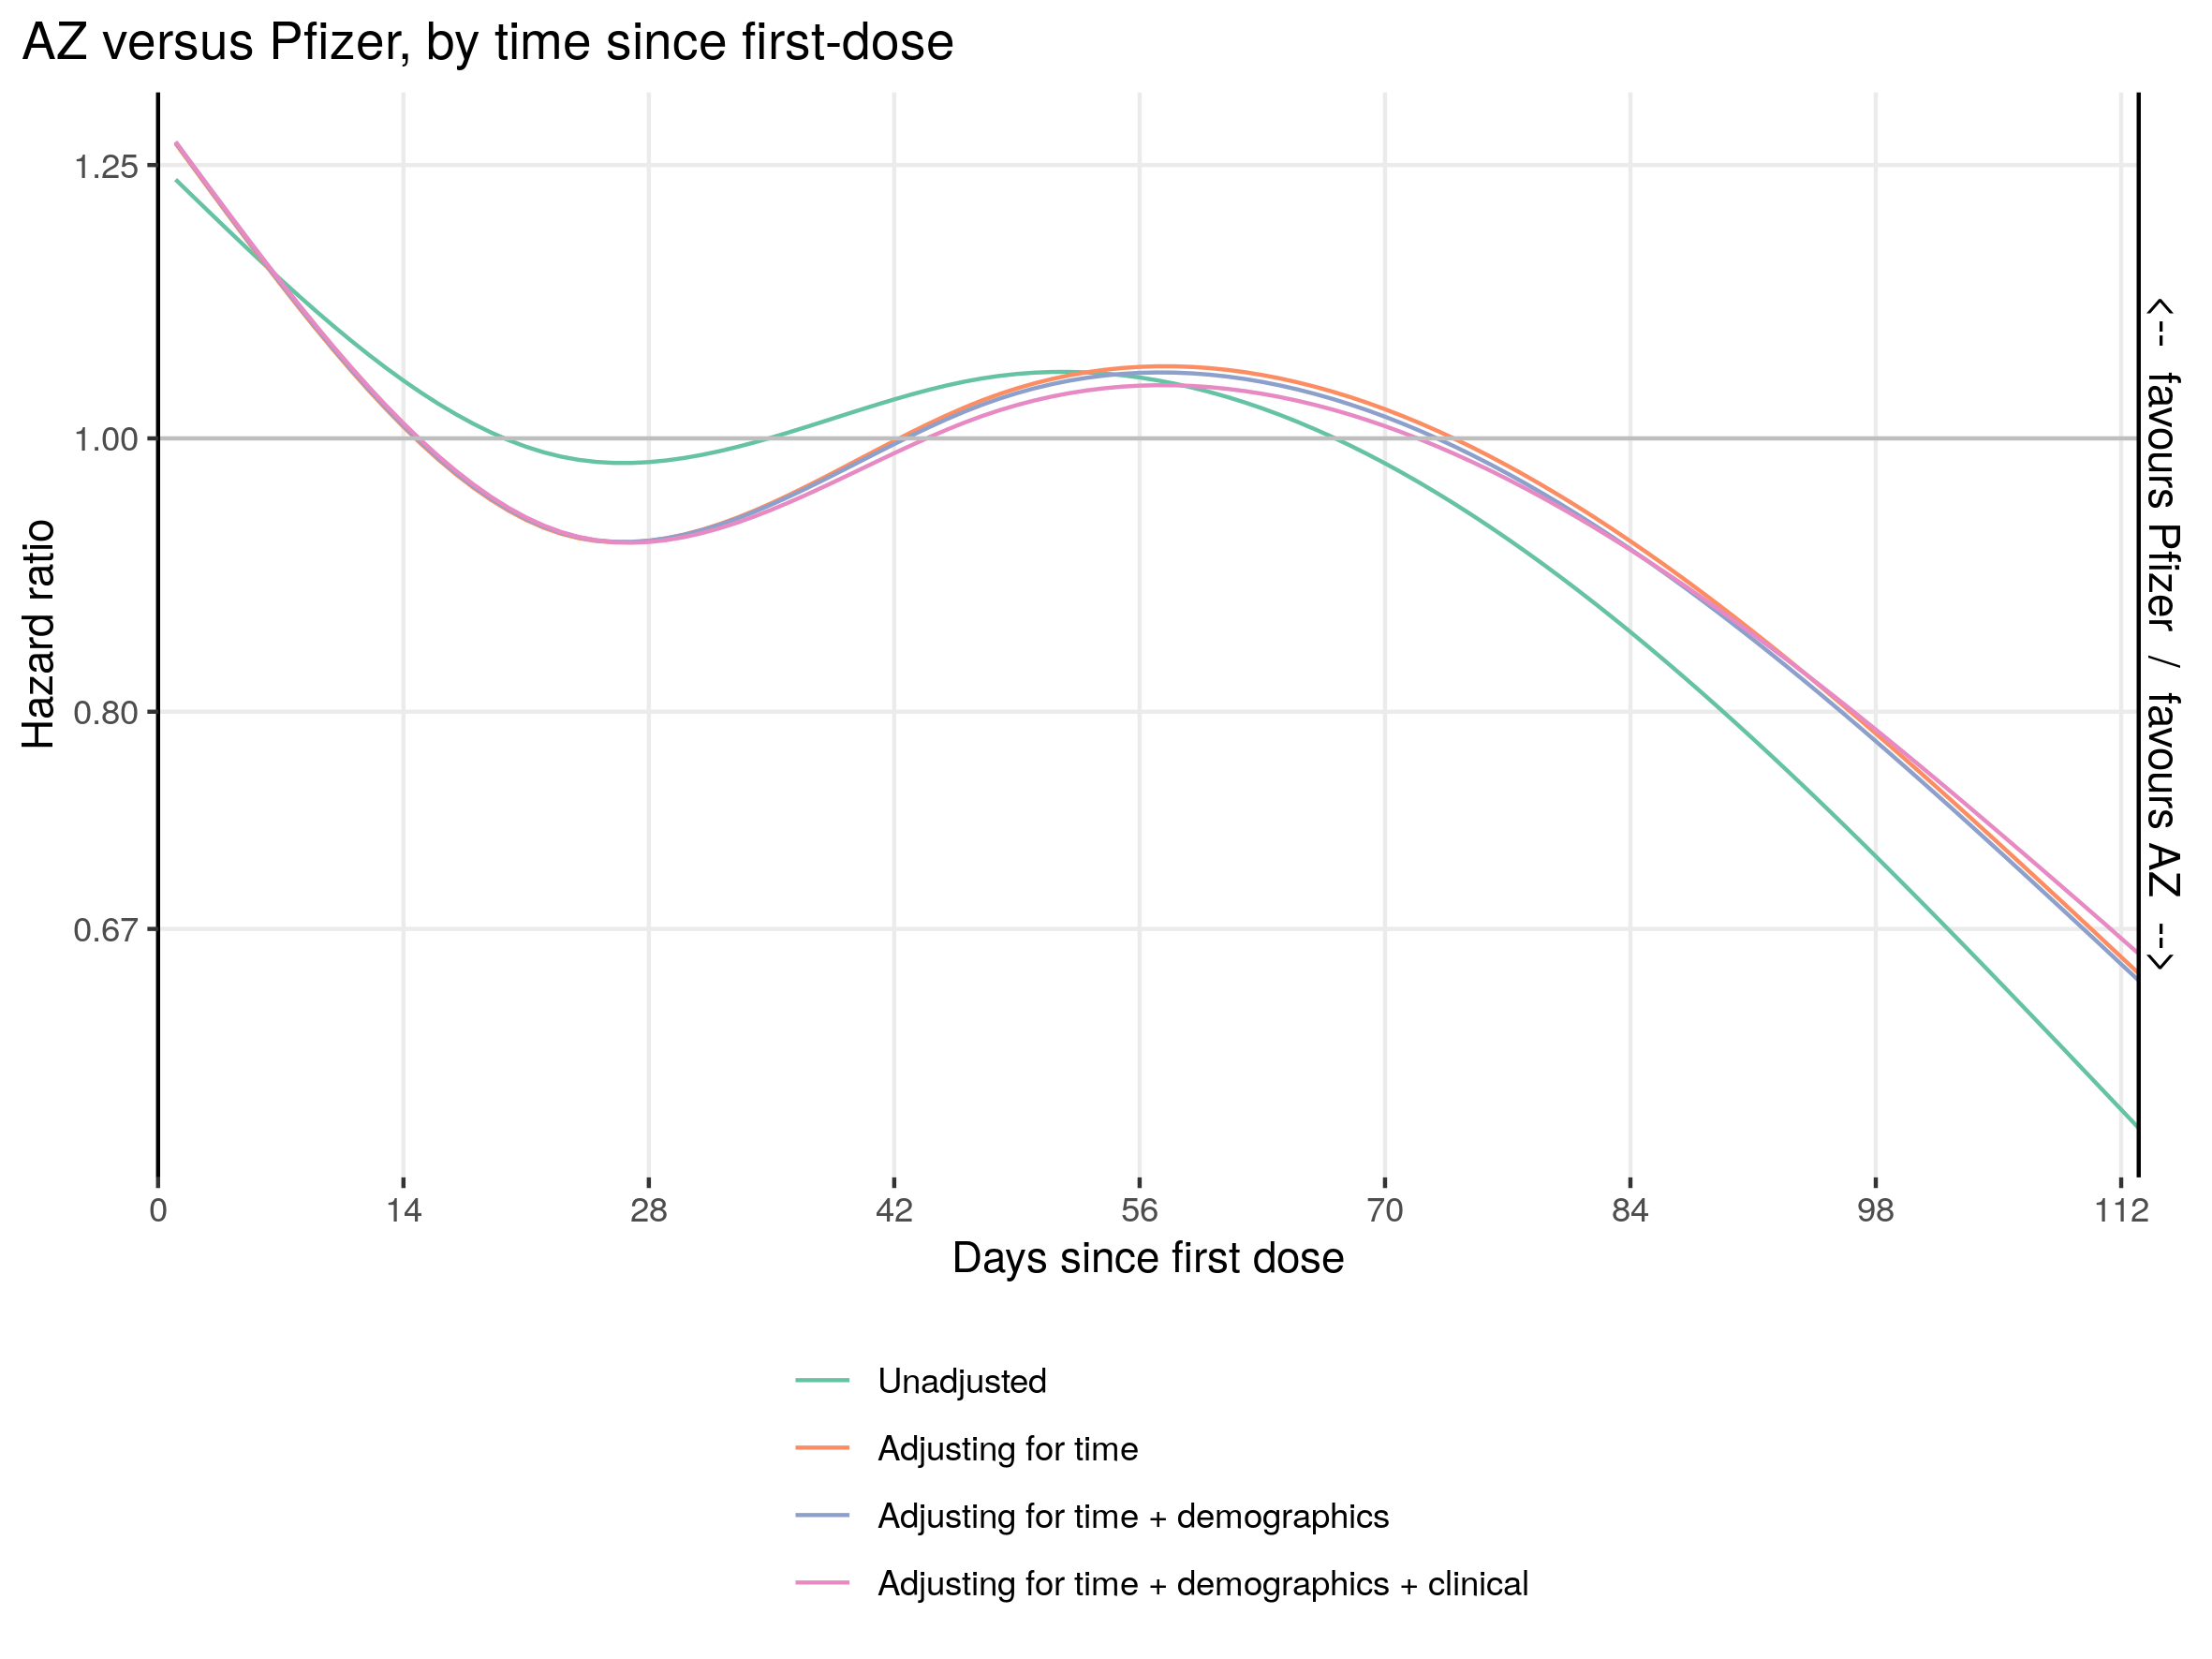 AZ versus Pfizer, by time since first-dose
1.25
1.00
0.80
0.67
Hazard ratio
<-- favours Pfizer / favours AZ -->
0 14 28 42 56 70 84 98 112
Days since first dose
Unadjusted
Adjusting for time
Adjusting for time + demographics
Adjusting for time + demographics + clinical